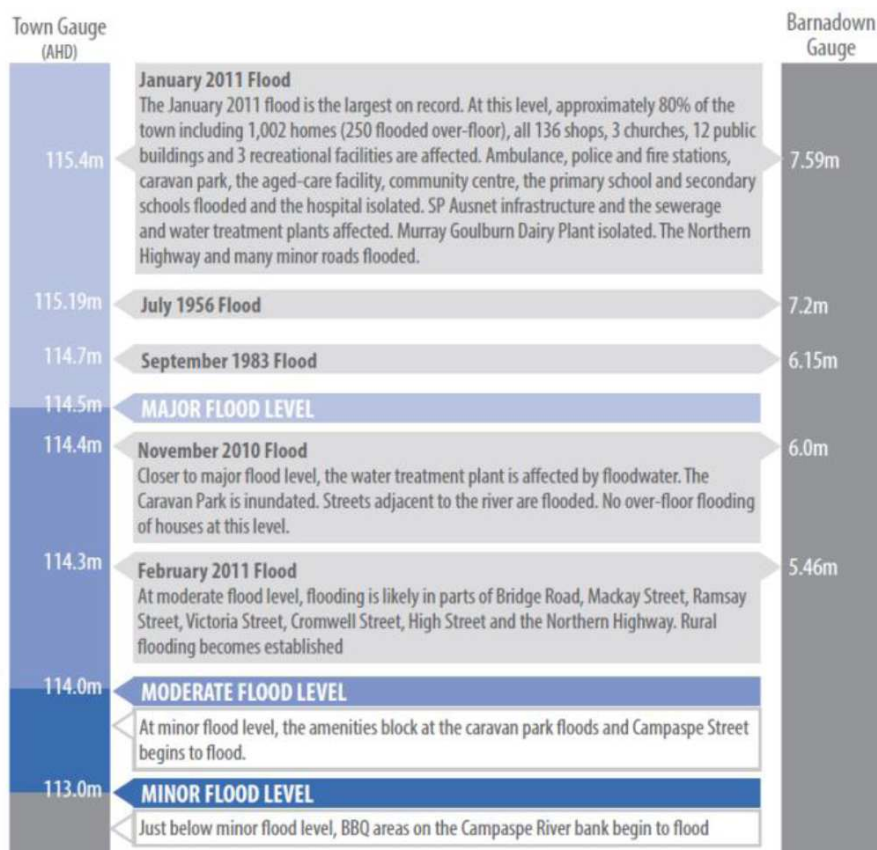 Town Gauge
(AHD)
Barnadown
Gauge
January 2011 Flood
The January 2011 flood is the largest on record. At this level, approximately 80% of the
town including 1,002 homes (250 flooded over-floor), all 136 shops, 3 churches, 12 public
buildings and 3 recreational facilities are affected. Ambulance, police and fire stations,
caravan park, the aged-care facility, community centre, the primary school and secondary
schools flooded and the hospital isolated. SP Ausnet infrastructure and the sewerage
and water treatment plants affected. Murray Goulburn Dairy Plant isolated. The Northern
Highway and many minor roads flooded.
115.4m
7.59m
115.19m
July 1956 Flood
7.2m
114.7m
September 1983 Flood
6.15m
114.5m
MAJOR FLOOD LEVEL
114.4m
November 2010 Flood
6.0m
Closer to major flood level, the water treatment plant is affected by floodwater. The
Caravan Park is inundated. Streets adjacent to the river are flooded. No over-floor flooding
of houses at this level.
114.3m
February 2011 Flood
5.46m
At moderate flood level, flooding is likely in parts of Bridge Road, Mackay Street, Ramsay
Street, Victoria Street, Cromwell Street, High Street and the Northern Highway. Rural
flooding becomes established
114.0m
MODERATE FLOOD LEVEL
At minor flood level, the amenities block at the caravan park floods and Campaspe Street
begins to flood.
113.0m
MINOR FLOOD LEVEL
Just below minor flood level, BBQ areas on the Campaspe River bank begin to flood